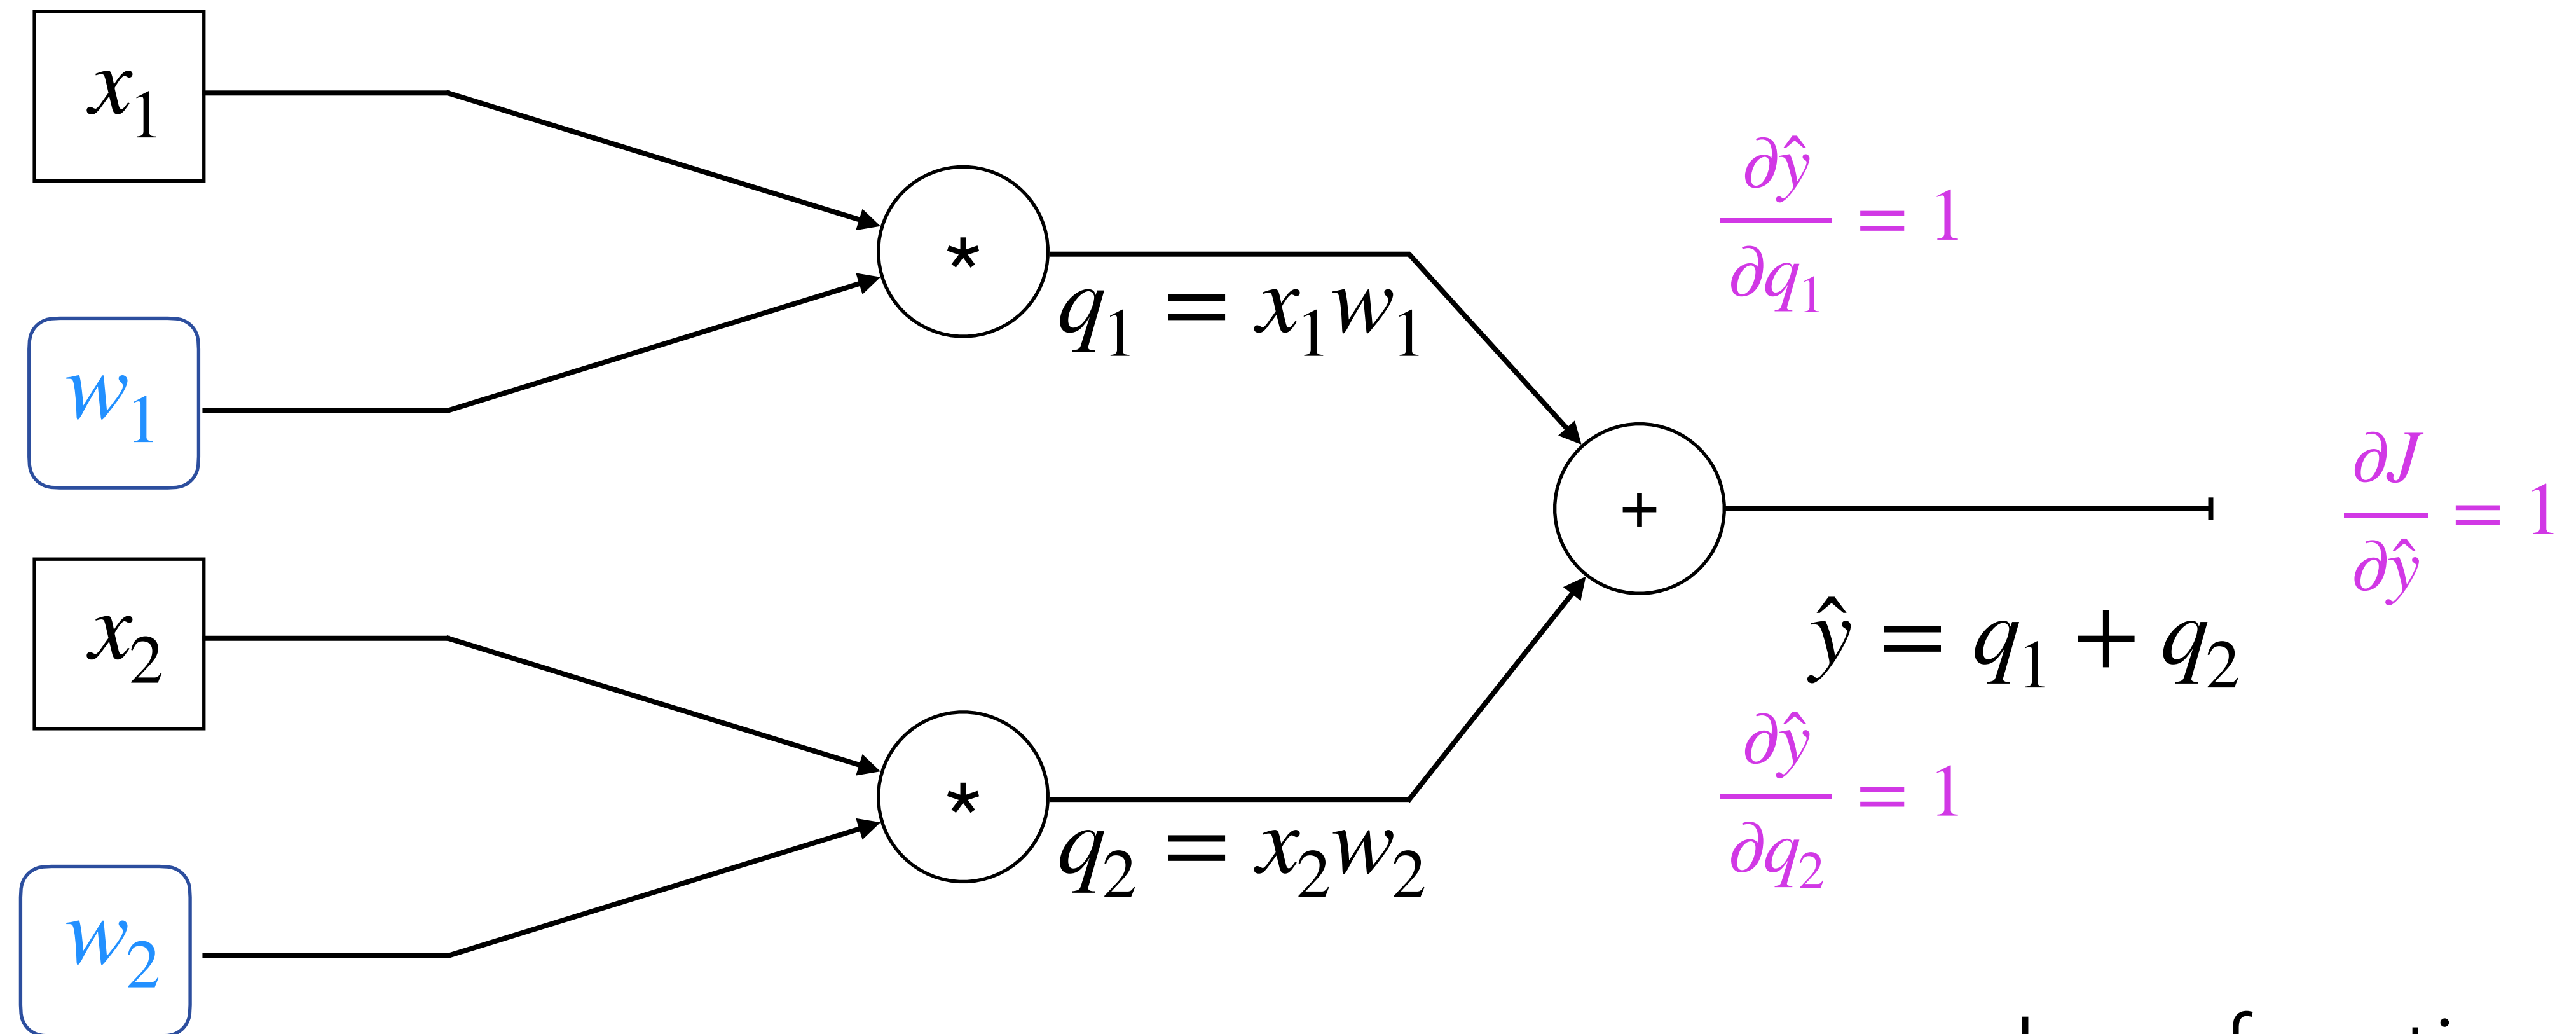 x₁
∂ŷ/∂q₁ = 1
*
q₁ = x₁w₁
w₁
∂J/∂ŷ = 1
+
x₂
ŷ = q₁ + q₂
∂ŷ/∂q₂ = 1
*
q₂ = x₂w₂
w₂